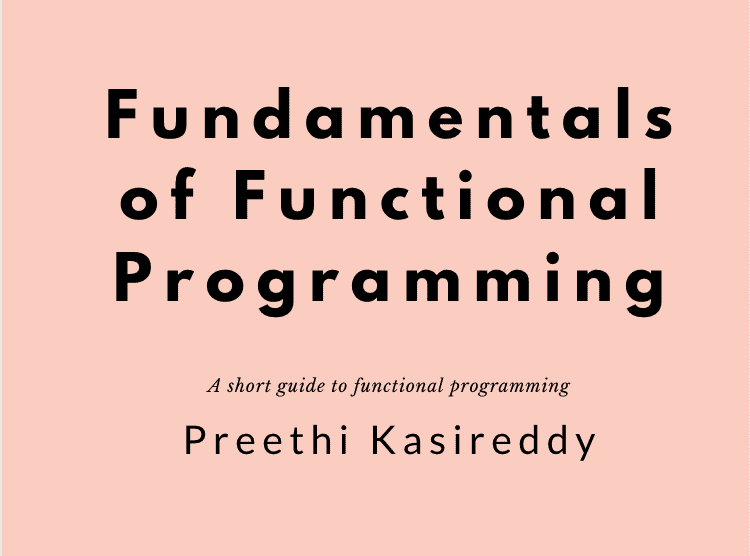 Fundamentals
of Functional
Programming
A short guide to functional programming
Preethi Kasireddy